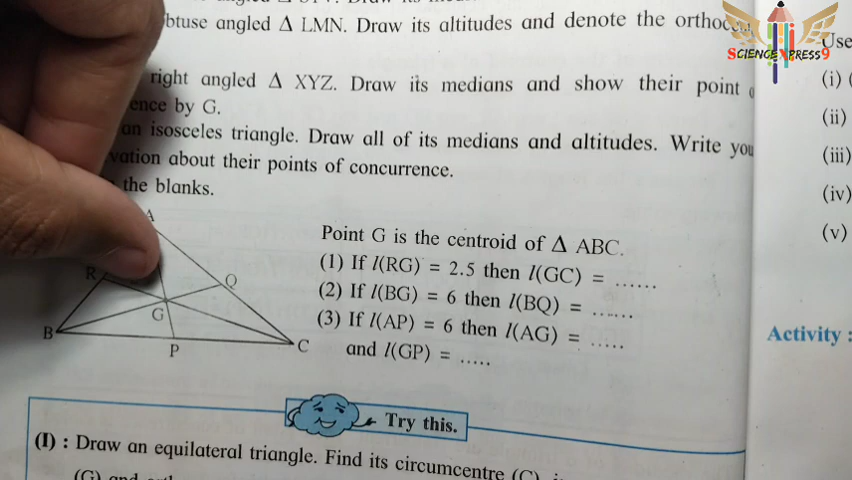 obtuse angled Δ LMN. Draw its altitudes and denote the
SCIENCE XPRESS9
Use
right angled Δ XYZ. Draw its medians and show their point
(i) (
ence by G.
(ii)
an isosceles triangle. Draw all of its medians and altitudes. Write you
(iii)
vation about their points of concurrence.
(iv)
the blanks.
(v)
A
R
Q
G
B
P
C
Point G is the centroid of Δ ABC.
(1) If l(RG) = 2.5 then l(GC) = ......
(2) If l(BG) = 6 then l(BQ) = ......
(3) If l(AP) = 6 then l(AG) = .....
and l(GP) = .....
Activity :
Try this.
(I) : Draw an equilateral triangle. Find its circumcentre (C),
(G) and